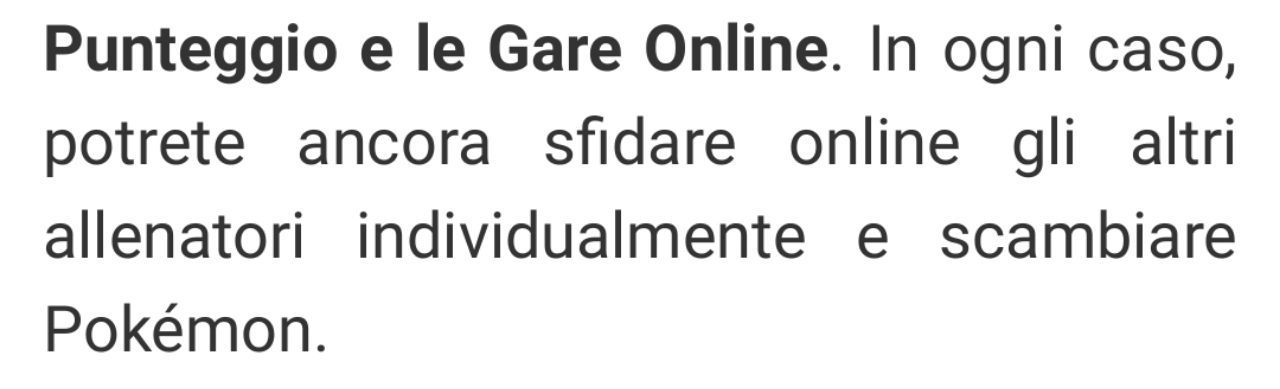 Punteggio e le Gare Online. In ogni caso,
potrete ancora sfidare online gli altri
allenatori individualmente e scambiare
Pokémon.